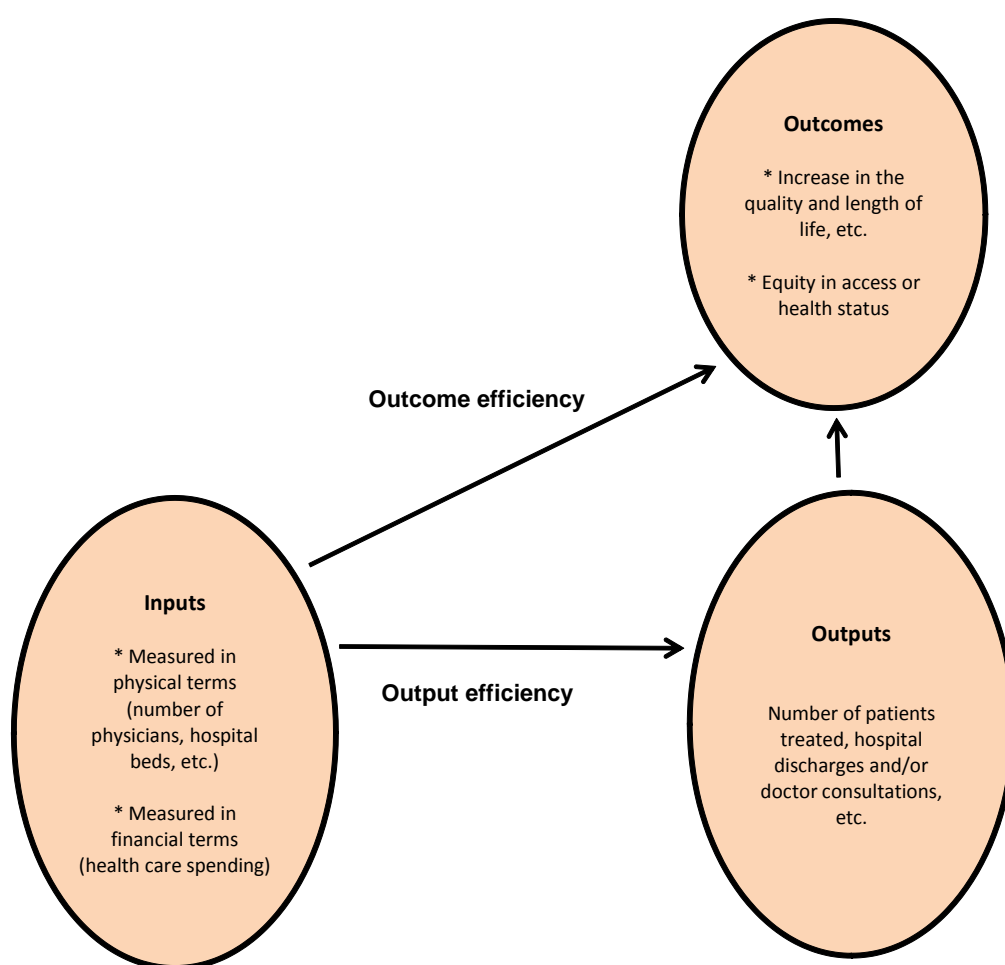 Outcomes
* Increase in the
quality and length of
life, etc.
* Equity in access or
health status
Outcome efficiency
Inputs
* Measured in
physical terms
(number of
physicians, hospital
beds, etc.)
* Measured in
financial terms
(health care spending)
Output efficiency
Outputs
Number of patients
treated, hospital
discharges and/or
doctor consultations,
etc.